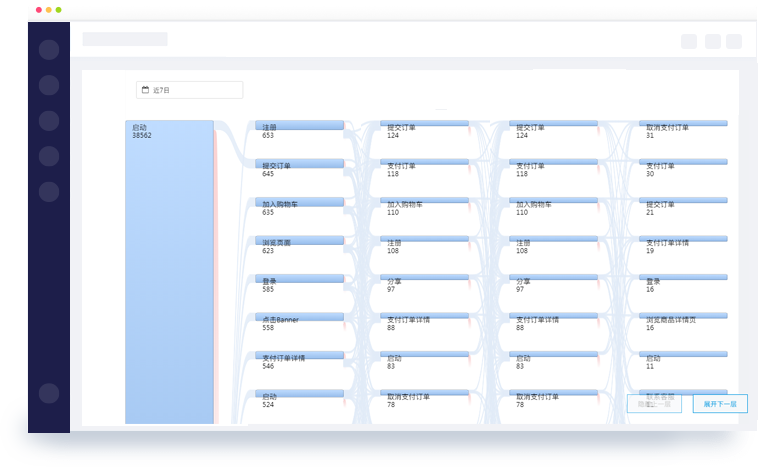 近7日
启动
38562
注册
653
提交订单
645
加入购物车
635
浏览页面
623
登录
585
点击Banner
558
支付订单详情
546
启动
524
提交订单
124
支付订单
118
加入购物车
110
注册
108
分享
97
支付订单详情
88
启动
83
取消支付订单
78
提交订单
124
支付订单
118
加入购物车
110
注册
108
分享
97
支付订单详情
88
启动
83
取消支付订单
78
取消支付订单
31
支付订单
30
提交订单
21
支付订单详情
19
登录
16
浏览商品详情页
16
启动
11
展开下一层